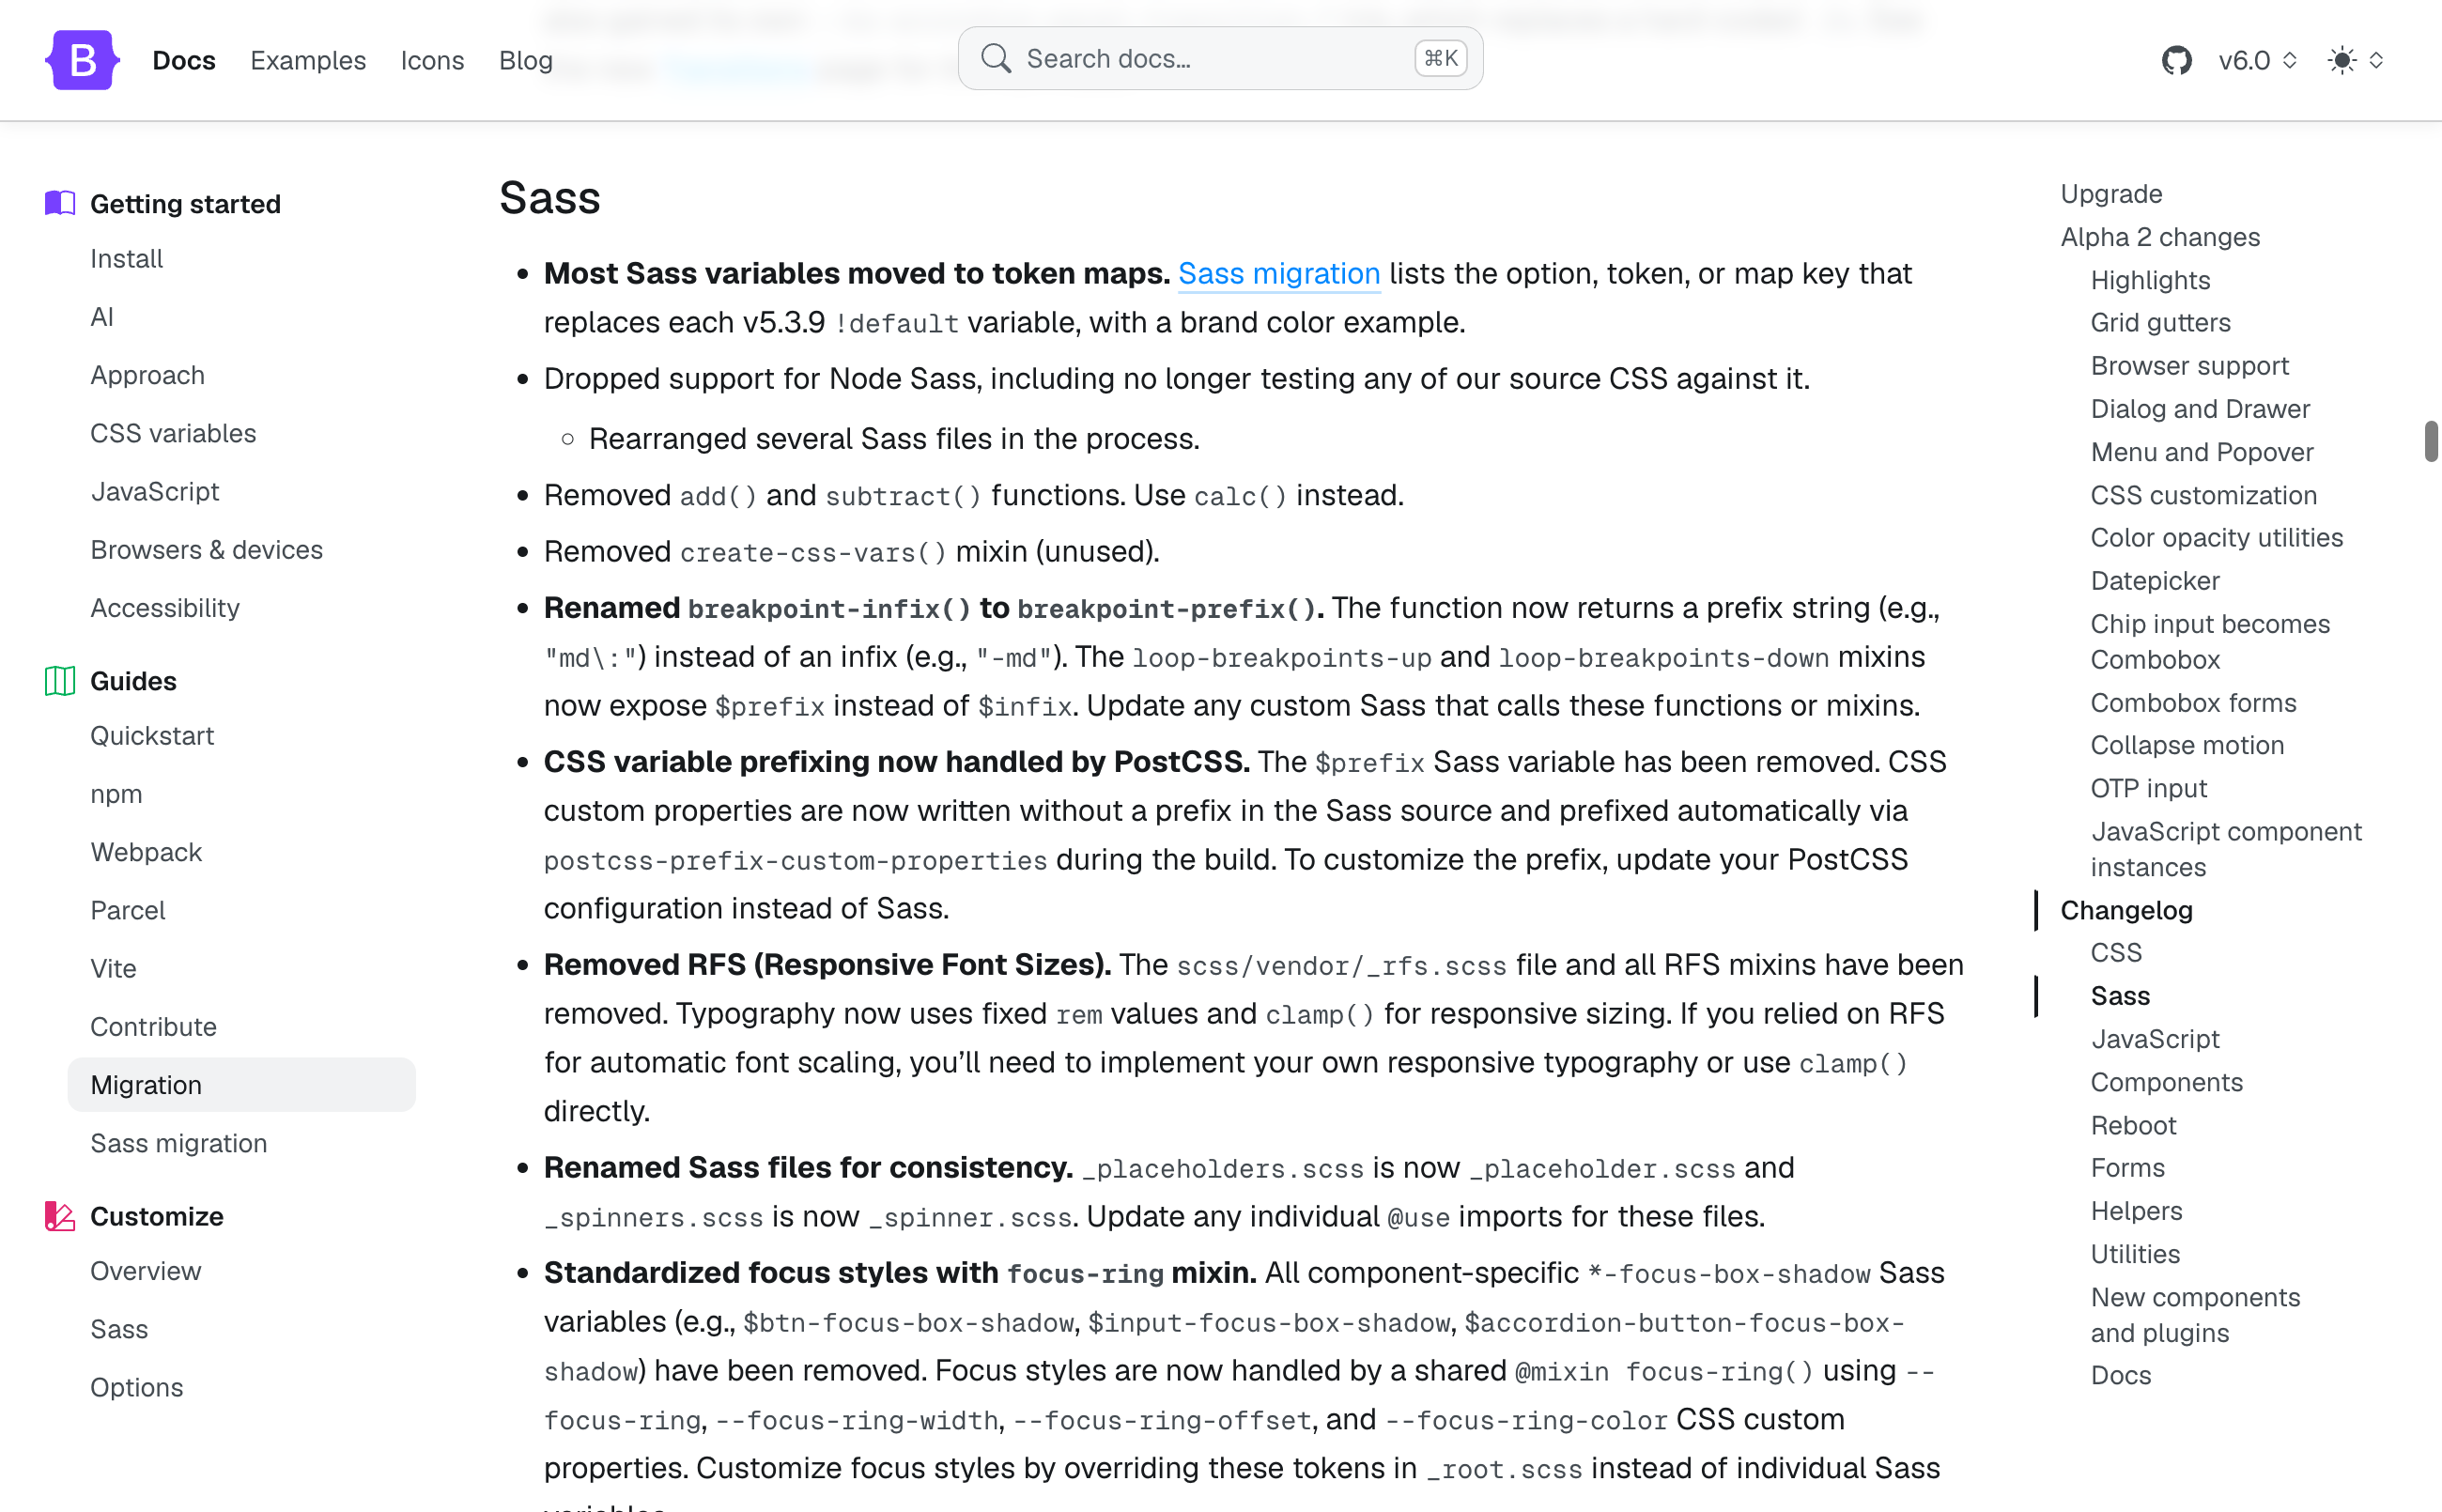 B
Docs
Examples
Icons
Blog
Search docs...
⌘K
v6.0
Getting started
Install
AI
Approach
CSS variables
JavaScript
Browsers & devices
Accessibility
Guides
Quickstart
npm
Webpack
Parcel
Vite
Contribute
Migration
Sass migration
Customize
Overview
Sass
Options
Sass
Most Sass variables moved to token maps. Sass migration lists the option, token, or map key that
replaces each v5.3.9 !default variable, with a brand color example.
Dropped support for Node Sass, including no longer testing any of our source CSS against it.
Rearranged several Sass files in the process.
Removed add() and subtract() functions. Use calc() instead.
Removed create-css-vars() mixin (unused).
Renamed breakpoint-infix() to breakpoint-prefix(). The function now returns a prefix string (e.g.,
"md\:") instead of an infix (e.g., "-md"). The loop-breakpoints-up and loop-breakpoints-down mixins
now expose $prefix instead of $infix. Update any custom Sass that calls these functions or mixins.
CSS variable prefixing now handled by PostCSS. The $prefix Sass variable has been removed. CSS
custom properties are now written without a prefix in the Sass source and prefixed automatically via
postcss-prefix-custom-properties during the build. To customize the prefix, update your PostCSS
configuration instead of Sass.
Removed RFS (Responsive Font Sizes). The scss/vendor/_rfs.scss file and all RFS mixins have been
removed. Typography now uses fixed rem values and clamp() for responsive sizing. If you relied on RFS
for automatic font scaling, you’ll need to implement your own responsive typography or use clamp()
directly.
Renamed Sass files for consistency. _placeholders.scss is now _placeholder.scss and
_spinners.scss is now _spinner.scss. Update any individual @use imports for these files.
Standardized focus styles with focus-ring mixin. All component-specific *-focus-box-shadow Sass
variables (e.g., $btn-focus-box-shadow, $input-focus-box-shadow, $accordion-button-focus-box-
shadow) have been removed. Focus styles are now handled by a shared @mixin focus-ring() using --
focus-ring, --focus-ring-width, --focus-ring-offset, and --focus-ring-color CSS custom
properties. Customize focus styles by overriding these tokens in _root.scss instead of individual Sass
Upgrade
Alpha 2 changes
Highlights
Grid gutters
Browser support
Dialog and Drawer
Menu and Popover
CSS customization
Color opacity utilities
Datepicker
Chip input becomes
Combobox
Combobox forms
Collapse motion
OTP input
JavaScript component
instances
Changelog
CSS
Sass
JavaScript
Components
Reboot
Forms
Helpers
Utilities
New components
and plugins
Docs